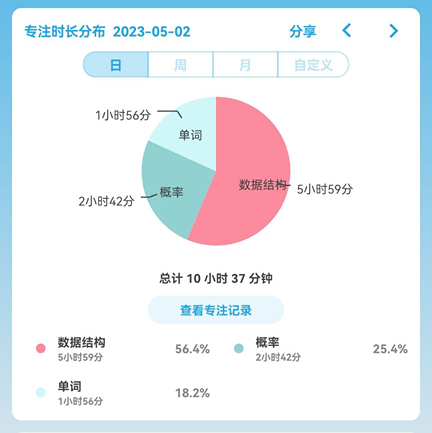 专注时长分布 2023-05-02 分享
日 周 月 自定义
1小时56分
单词
数据结构 5小时59分
概率
2小时42分
总计 10 小时 37 分钟
查看专注记录
数据结构 56.4% 概率 25.4%
5小时59分 2小时42分
单词 18.2%
1小时56分